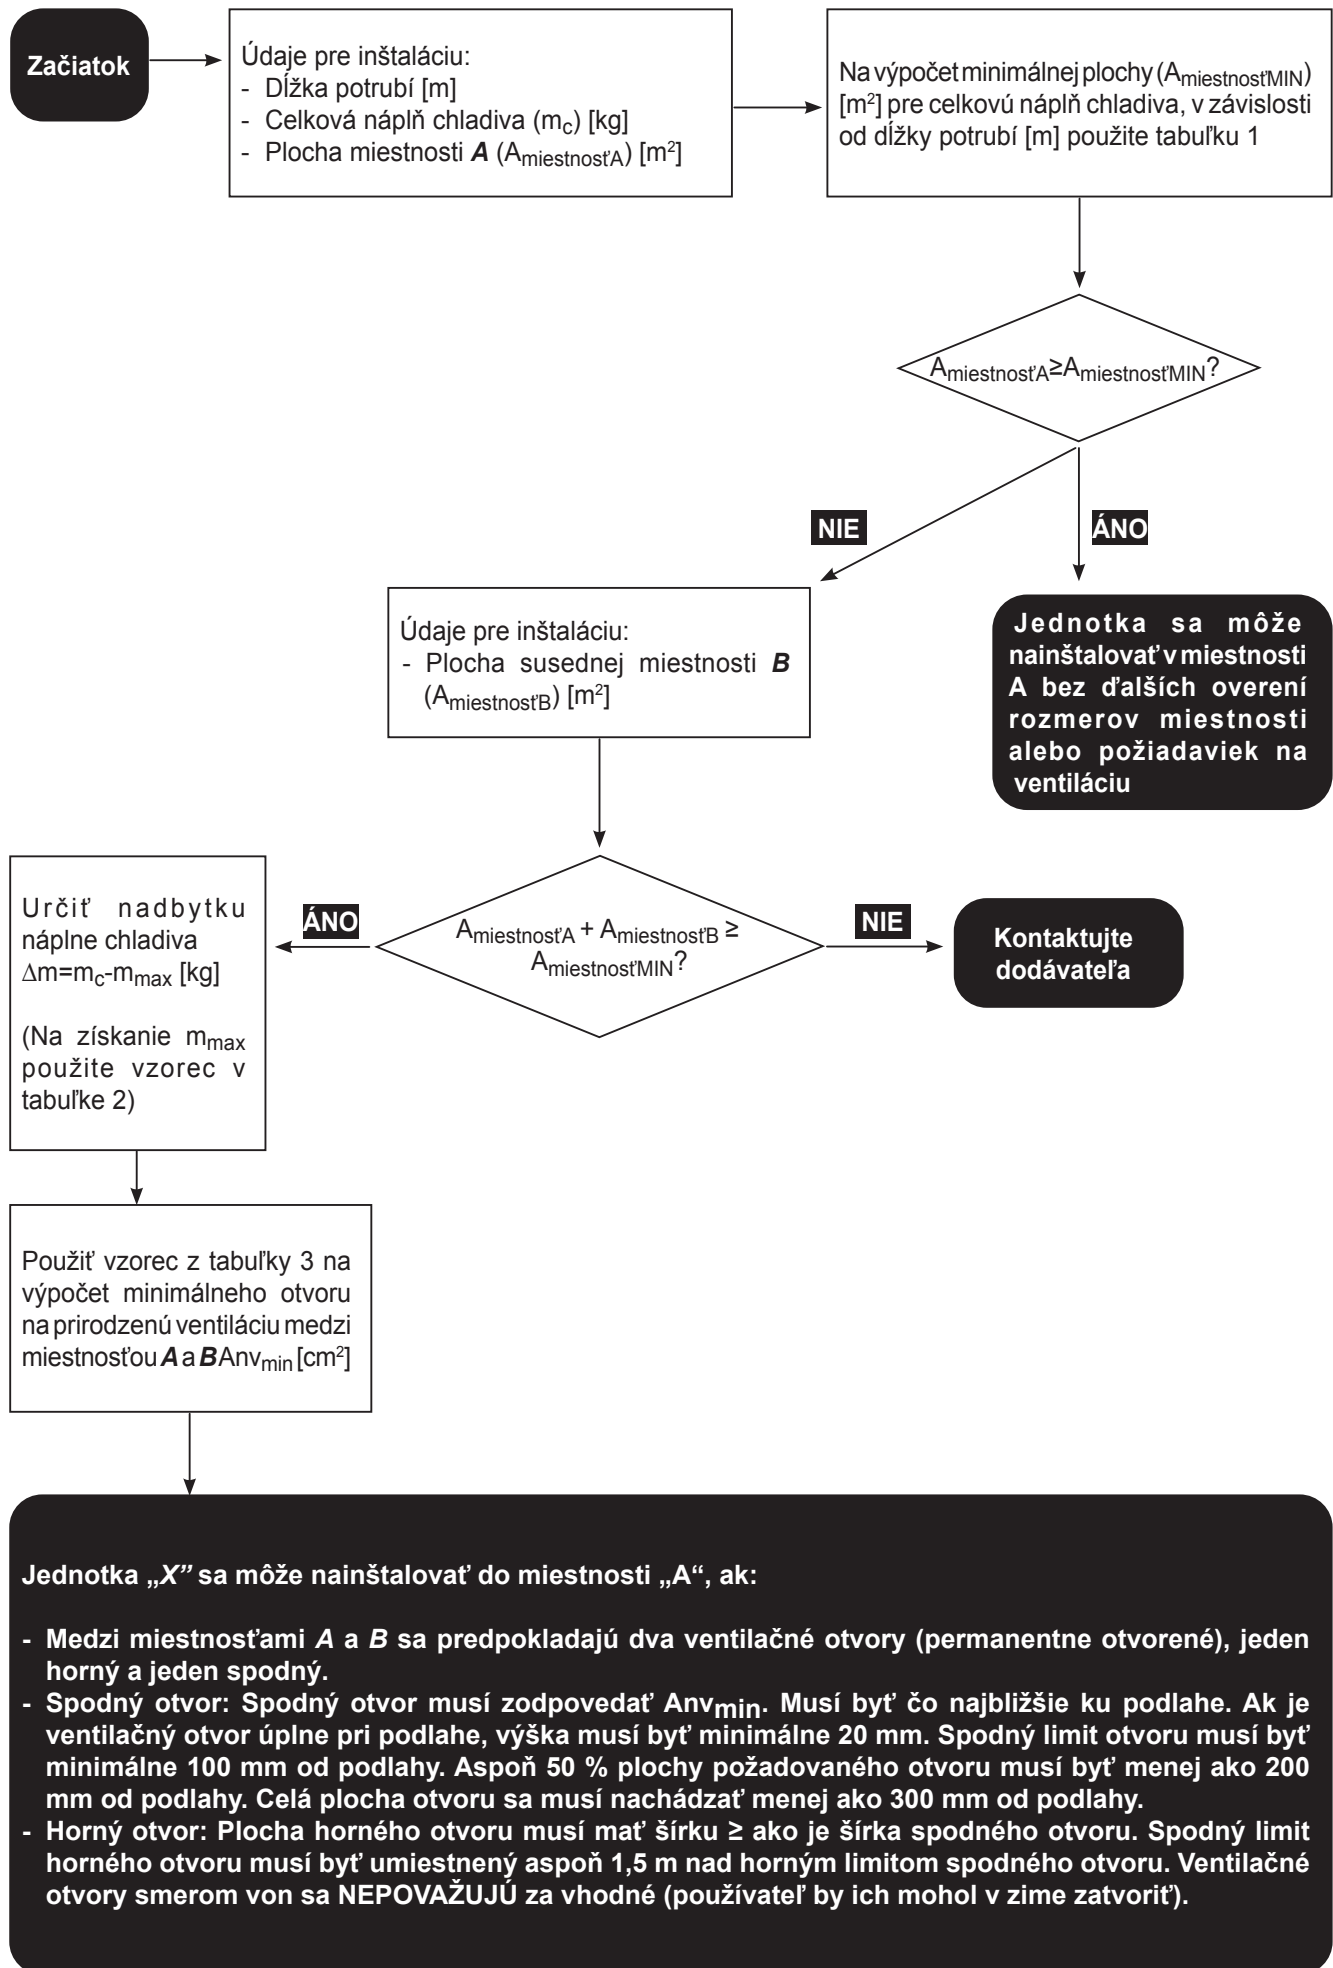 Začiatok
Údaje pre inštaláciu:
- Dĺžka potrubí [m]
- Celková náplň chladiva (mC) [kg]
- Plocha miestnosti A (AmiestnosťA) [m²]
Na výpočet minimálnej plochy (AmiestnosťMIN)
[m²] pre celkovú náplň chladiva, v závislosti
od dĺžky potrubí [m] použite tabuľku 1
AmiestnosťA≥AmiestnosťMIN?
NIE
ÁNO
Údaje pre inštaláciu:
- Plocha susednej miestnosti B
(AmiestnosťB) [m²]
Jednotka sa môže
nainštalovať v miestnosti
A bez ďalších overení
rozmerov miestnosti
alebo požiadaviek na
ventiláciu
Určiť nadbytku
náplne chladiva
Δm=mc-mmax [kg]
(Na získanie mmax
použite vzorec v
tabuľke 2)
ÁNO
AmiestnosťA + AmiestnosťB ≥
AmiestnosťMIN?
NIE
Kontaktujte
dodávateľa
Použiť vzorec z tabuľky 3 na
výpočet minimálneho otvoru
na prirodzenú ventiláciu medzi
miestnosťou A a B Anvmin [cm²]
Jednotka „X” sa môže nainštalovať do miestnosti „A“, ak:
- Medzi miestnosťami A a B sa predpokladajú dva ventilačné otvory (permanentne otvorené), jeden
horný a jeden spodný.
- Spodný otvor: Spodný otvor musí zodpovedať Anvmin. Musí byť čo najbližšie ku podlahe. Ak je
ventilačný otvor úplne pri podlahe, výška musí byť minimálne 20 mm. Spodný limit otvoru musí byť
minimálne 100 mm od podlahy. Aspoň 50 % plochy požadovaného otvoru musí byť menej ako 200
mm od podlahy. Celá plocha otvoru sa musí nachádzať menej ako 300 mm od podlahy.
- Horný otvor: Plocha horného otvoru musí mať šírku ≥ ako je šírka spodného otvoru. Spodný limit
horného otvoru musí byť umiestnený aspoň 1,5 m nad horným limitom spodného otvoru. Ventilačné
otvory smerom von sa NEPOVAŽUJÚ za vhodné (používateľ by ich mohol v zime zatvoriť).